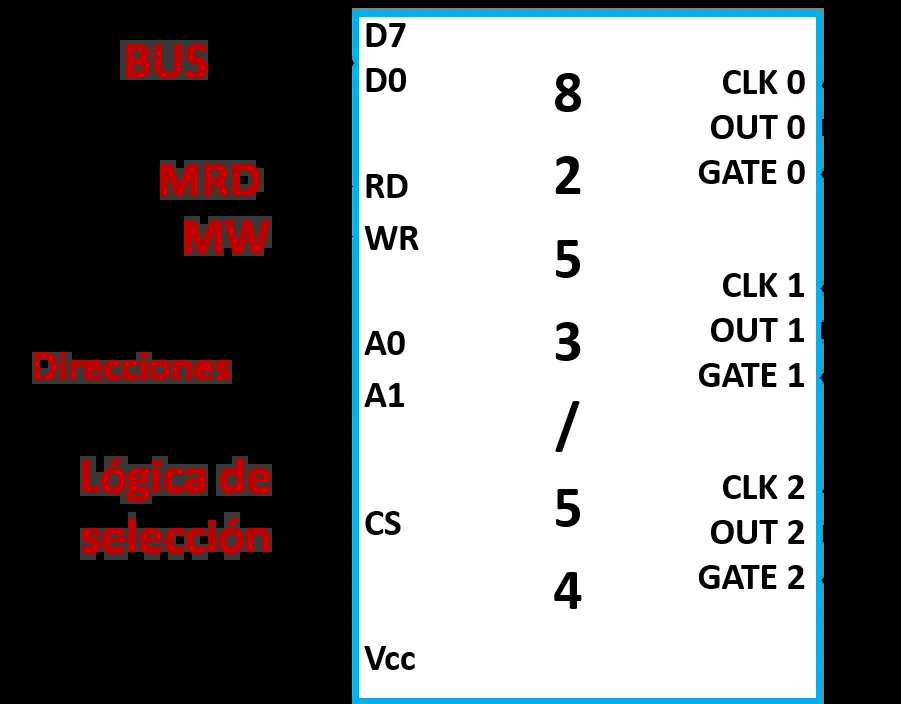 BUS
MRD
MW
Direcciones
Lógica de
selección
D7
D0
RD
WR
A0
A1
CS
Vcc
8
2
5
3
/
5
4
CLK 0
OUT 0
GATE 0
CLK 1
OUT 1
GATE 1
CLK 2
OUT 2
GATE 2